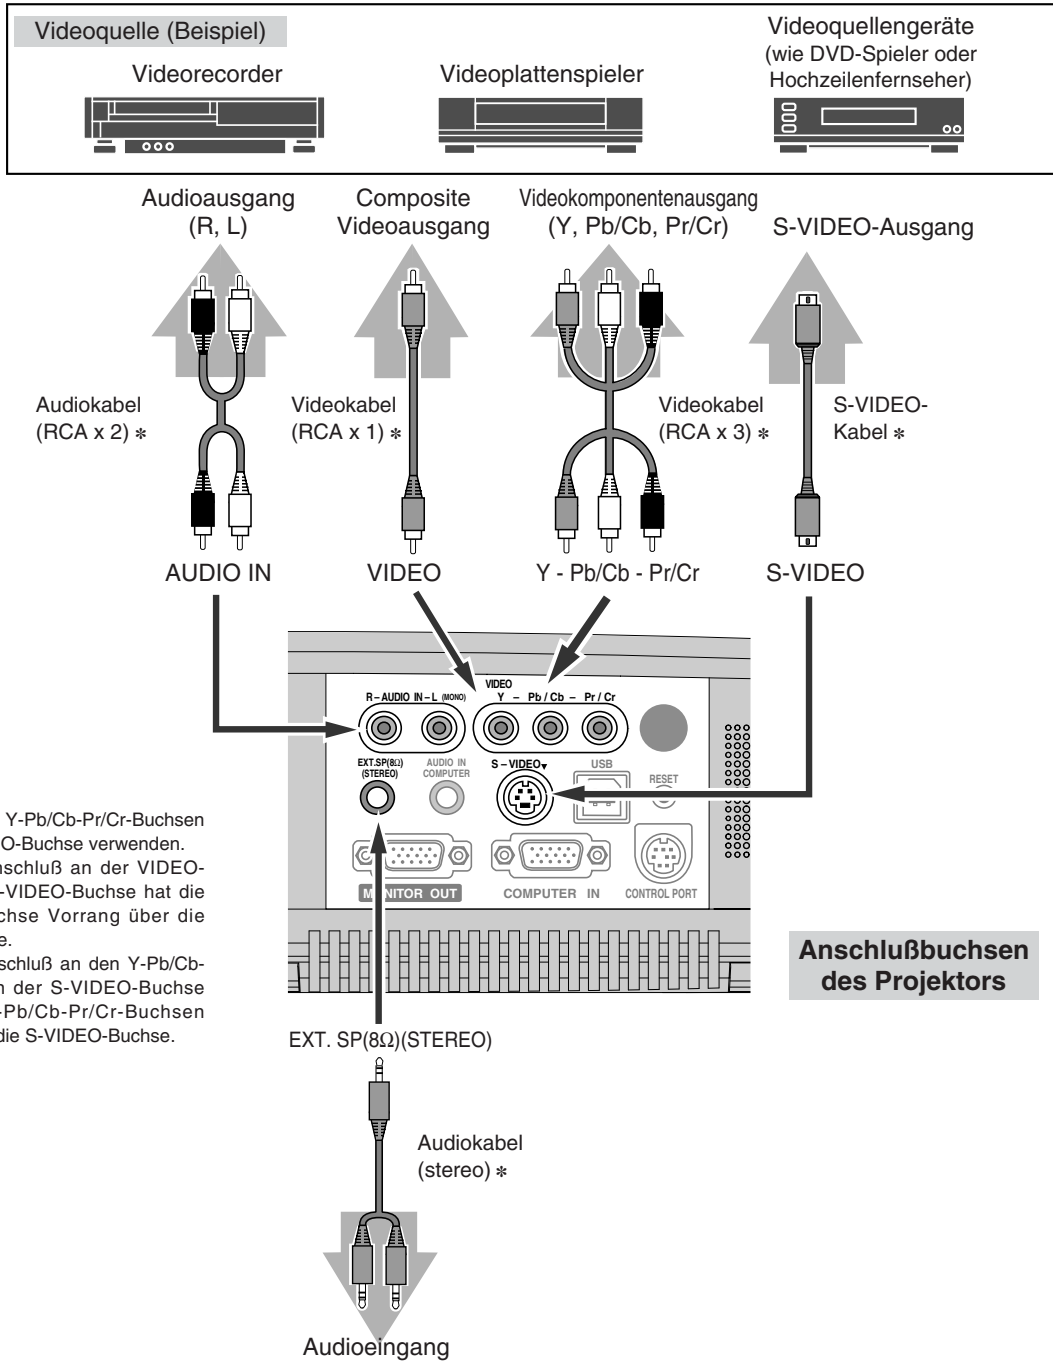 Videoquelle (Beispiel)
Videorecorder
Videoplattenspieler
Videoquellengeräte
(wie DVD-Spieler oder
Hochzeilenfernseher)
Audioausgang
(R, L)
Composite
Videoausgang
Videokomponentenausgang
(Y, Pb/Cb, Pr/Cr)
S-VIDEO-Ausgang
Audiokabel
(RCA x 2) ✻
Videokabel
(RCA x 1) ✻
Videokabel
(RCA x 3) ✻
S-VIDEO-
Kabel ✻
AUDIO IN
VIDEO
Y - Pb/Cb - Pr/Cr
S-VIDEO
VIDEO
R – AUDIO IN – L (MONO)
Y – Pb / Cb – Pr / Cr
EXT.SP(8Ω)
(STEREO)
AUDIO IN
COMPUTER
S – VIDEO▼
USB
RESET
MONITOR OUT
COMPUTER IN
CONTROL PORT
Y-Pb/Cb-Pr/Cr-Buchsen
O-Buchse verwenden.
nschluß an der VIDEO-
-VIDEO-Buchse hat die
chse Vorrang über die
e.
schluß an den Y-Pb/Cb-
n der S-VIDEO-Buchse
-Pb/Cb-Pr/Cr-Buchsen
die S-VIDEO-Buchse.
Anschlußbuchsen
des Projektors
EXT. SP(8Ω)(STEREO)
Audiokabel
(stereo) ✻
Audioeingang